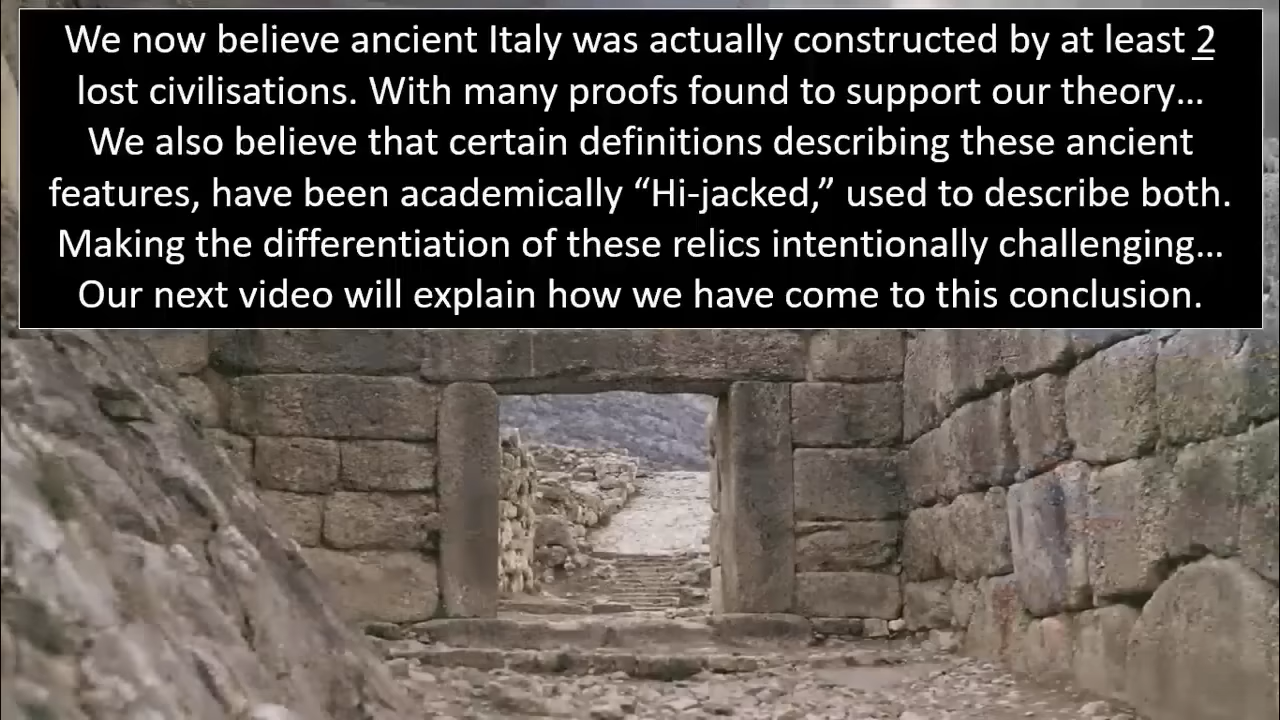 We now believe ancient Italy was actually constructed by at least 2
lost civilisations. With many proofs found to support our theory…
We also believe that certain definitions describing these ancient
features, have been academically “Hi-jacked,” used to describe both.
Making the differentiation of these relics intentionally challenging…
Our next video will explain how we have come to this conclusion.